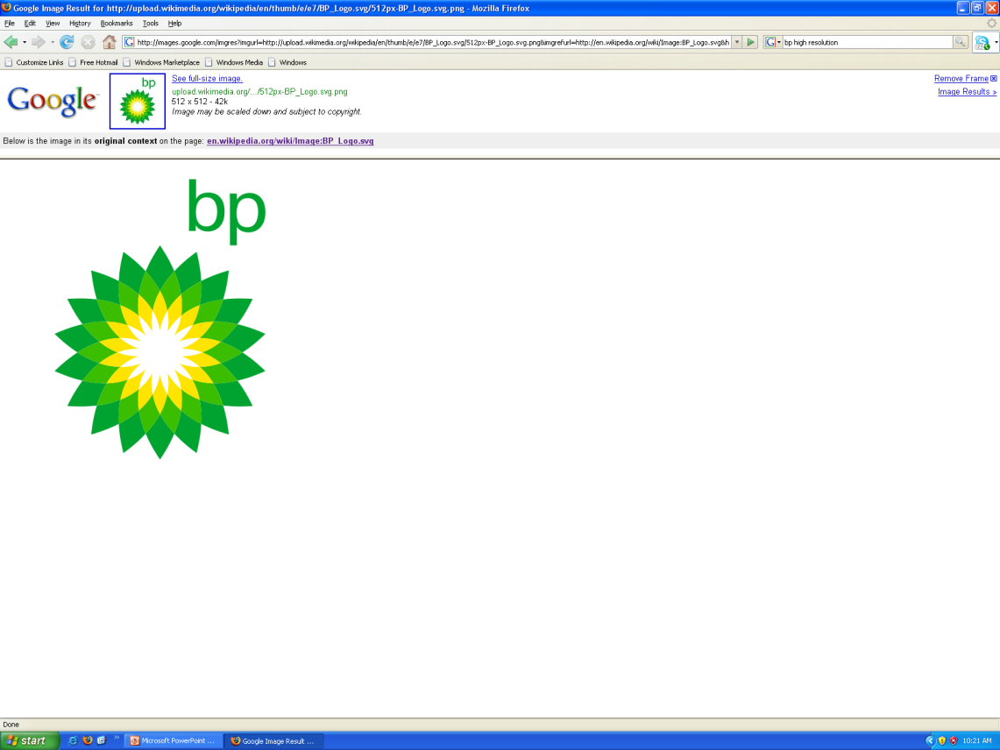 Google Image Result for http://upload.wikimedia.org/wikipedia/en/thumb/e/e7/BP_Logo.svg/512px-BP_Logo.svg.png - Mozilla Firefox
File Edit View History Bookmarks Tools Help
http://images.google.com/imgres?imgurl=http://upload.wikimedia.org/wikipedia/en/thumb/e/e7/BP_Logo.svg/512px-BP_Logo.svg.png&imgrefurl=http://en.wikipedia.org/wiki/Image:BP_Logo.svg&h
G bp high resolution
Customize Links Free Hotmail Windows Marketplace Windows Media Windows
Google™
bp
See full-size image.
upload.wikimedia.org/.../512px-BP_Logo.svg.png
512 x 512 - 42k
Image may be scaled down and subject to copyright.
Remove Frame
Image Results »
Below is the image in its original context on the page: en.wikipedia.org/wiki/Image:BP_Logo.svg
bp
Done
start
Microsoft PowerPoint ...
Google Image Result ...
10:21 AM